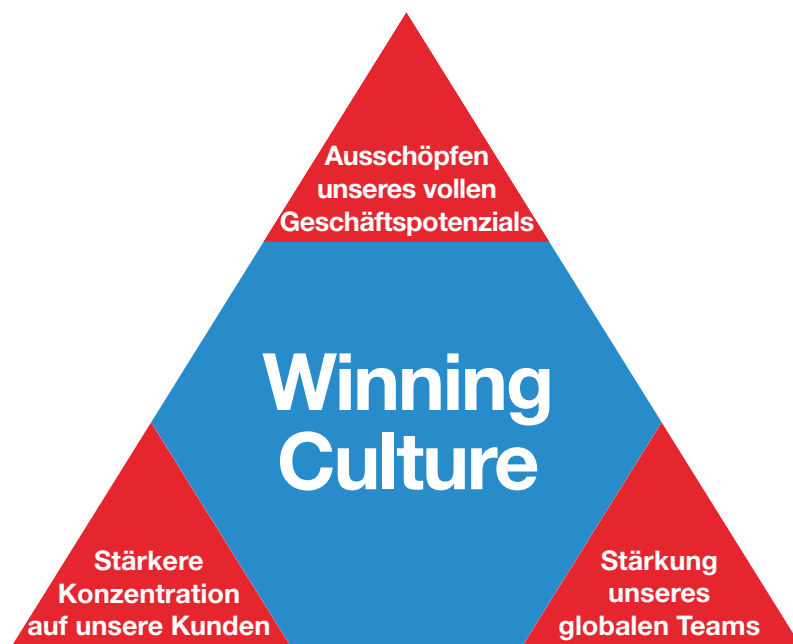 Ausschöpfen
unseres vollen
Geschäftspotenzials
Winning
Culture
Stärkere
Konzentration
auf unsere Kunden
Stärkung
unseres
globalen Teams